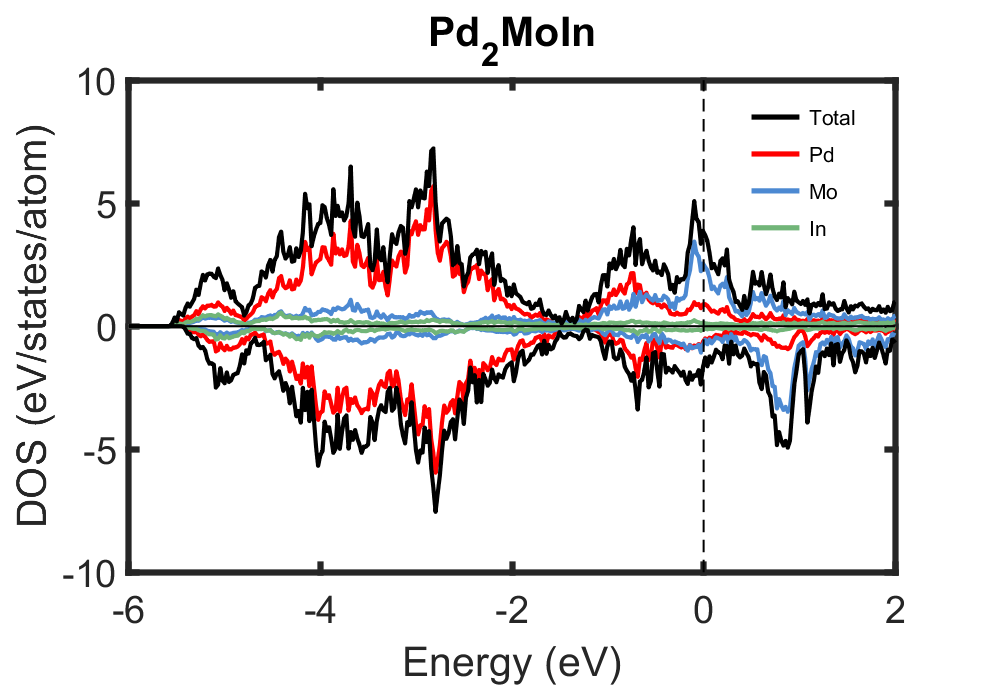 Pd₂MoIn
DOS (eV/states/atom)
10
5
0
-5
-10
Total
Pd
Mo
In
-6 -4 -2 0 2
Energy (eV)